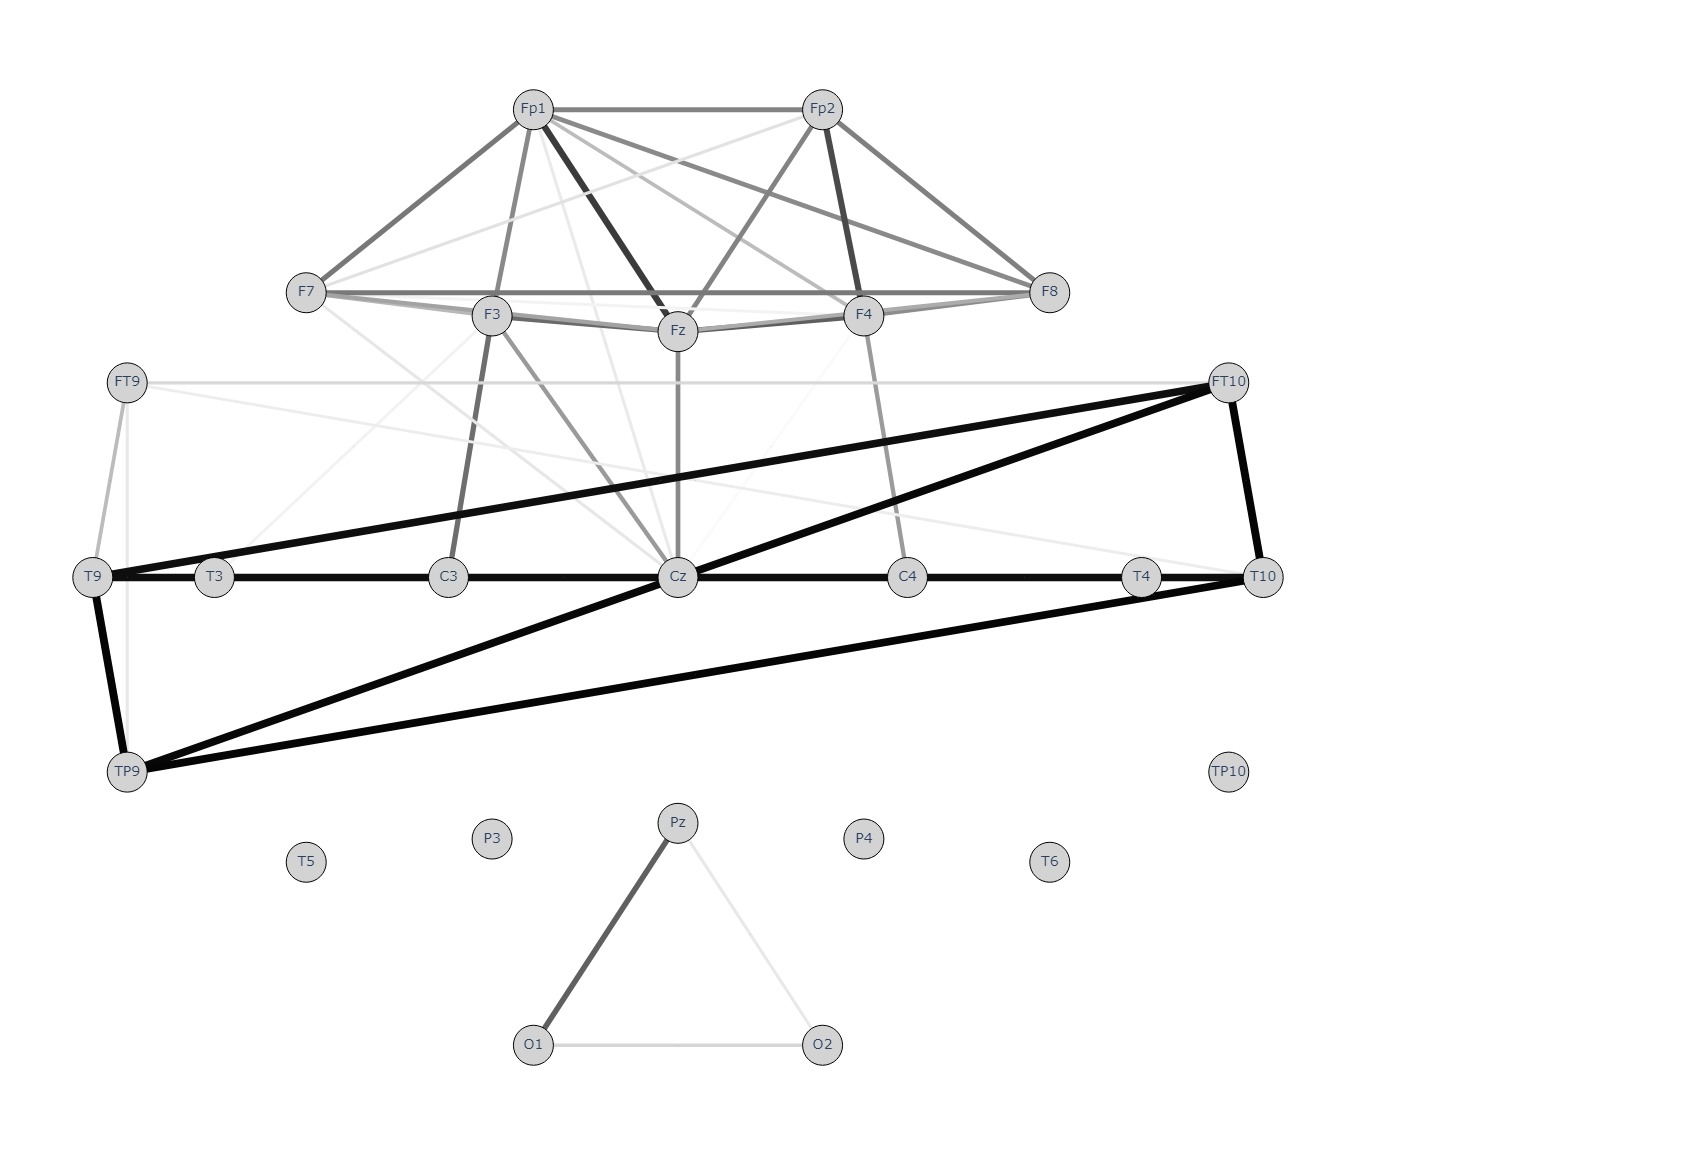 Fp1 Fp2
F7 F3 Fz F4 F8
FT9 FT10
T9 T3 C3 Cz C4 T4 T10
TP9 TP10
T5 P3 Pz P4 T6
O1 O2